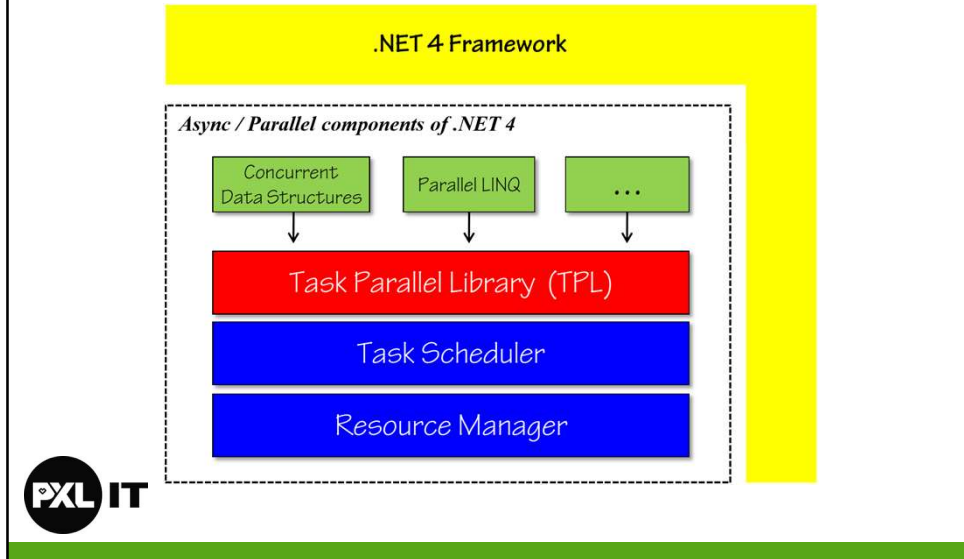 .NET 4 Framework
Async / Parallel components of .NET 4
Concurrent
Data Structures
Parallel LINQ
...
Task Parallel Library (TPL)
Task Scheduler
Resource Manager
PXL IT